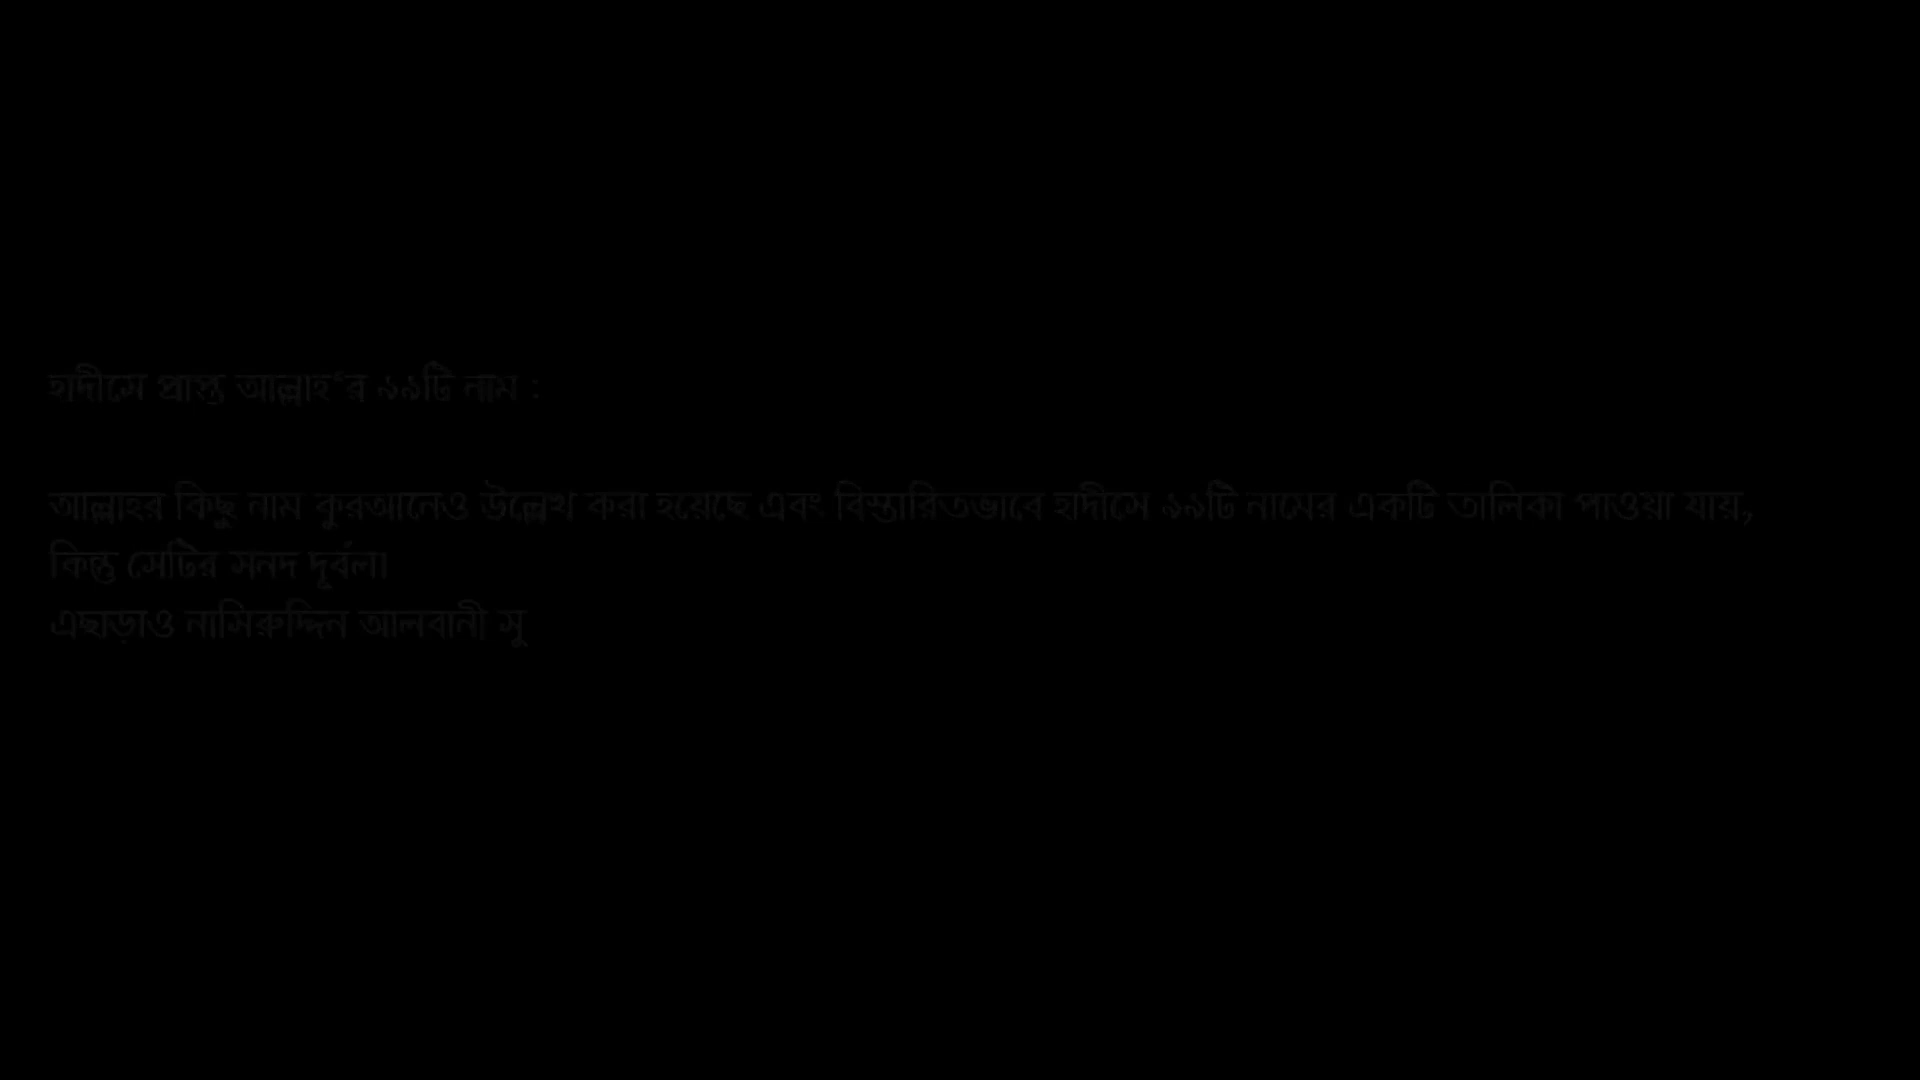 হাদীসে প্রাপ্ত আল্লাহ'র ৯৯টি নাম :
আল্লাহর কিছু নাম কুরআনেও উল্লেখ করা হয়েছে এবং বিস্তারিতভাবে হাদীসে ৯৯টি নামের একটি তালিকা পাওয়া যায়,
কিন্তু সেটির সনদ দূর্বল।
এছাড়াও নাসিরুদ্দিন আলবানী সু